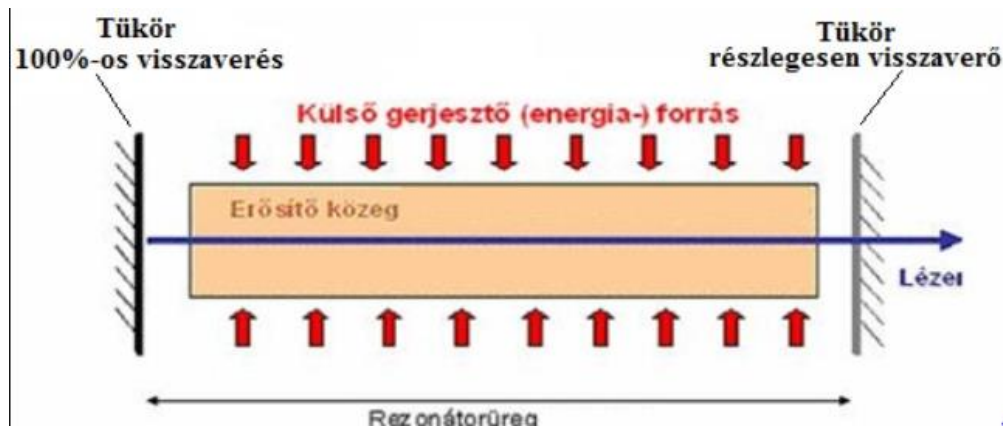 Tükör
100%-os visszaverés
Tükör
részlegesen visszaverő
Külső gerjesztő (energia-) forrás
Erősítő közeg
Lézer
Rezonátorüreg